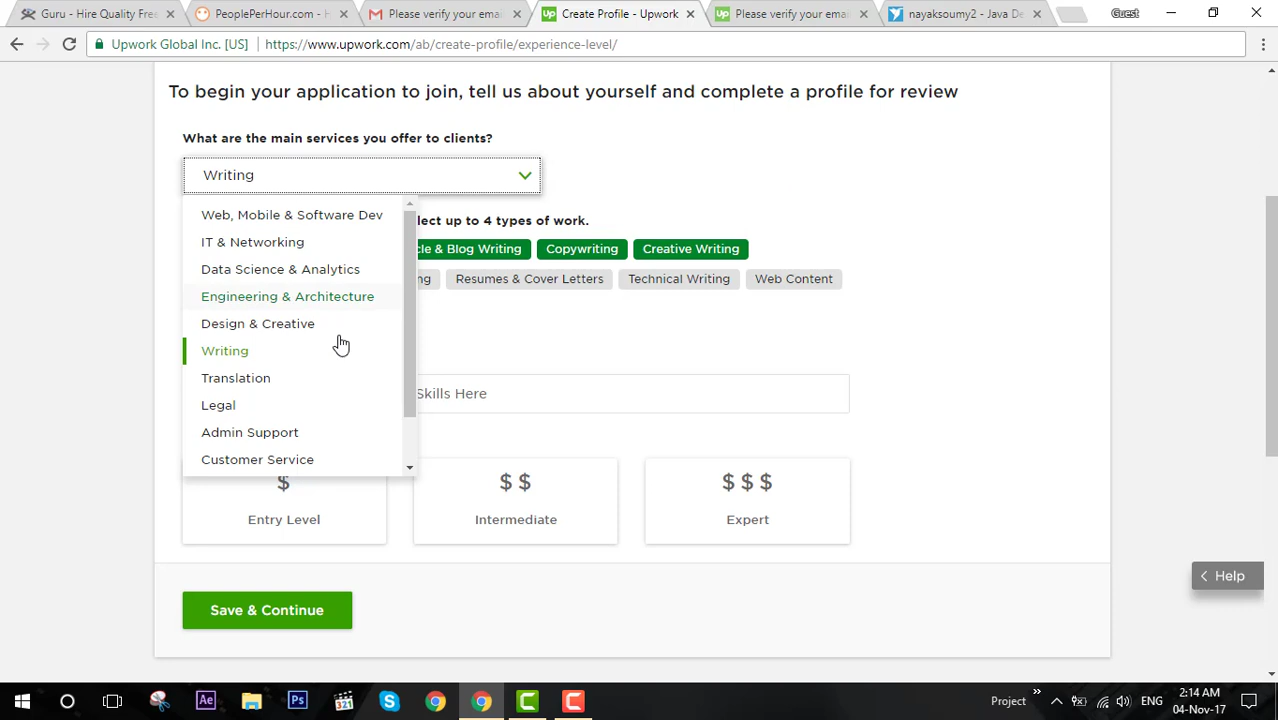 Guru - Hire Quality Free
PeoplePerHour.com -
Please verify your emai
Create Profile - Upwork
Please verify your emai
nayaksoumy2 - Java De
Guest
Upwork Global Inc. [US]
https://www.upwork.com/ab/create-profile/experience-level/
To begin your application to join, tell us about yourself and complete a profile for review
What are the main services you offer to clients?
Writing
Web, Mobile & Software Dev
lect up to 4 types of work.
IT & Networking
cle & Blog Writing
Copywriting
Creative Writing
Data Science & Analytics
ng
Resumes & Cover Letters
Technical Writing
Web Content
Engineering & Architecture
Design & Creative
Writing
Translation
Skills Here
Legal
Admin Support
Customer Service
$
$ $
$ $ $
Entry Level
Intermediate
Expert
Help
Save & Continue
Ae
Ps
321
Project
ENG
2:14 AM
04-Nov-17